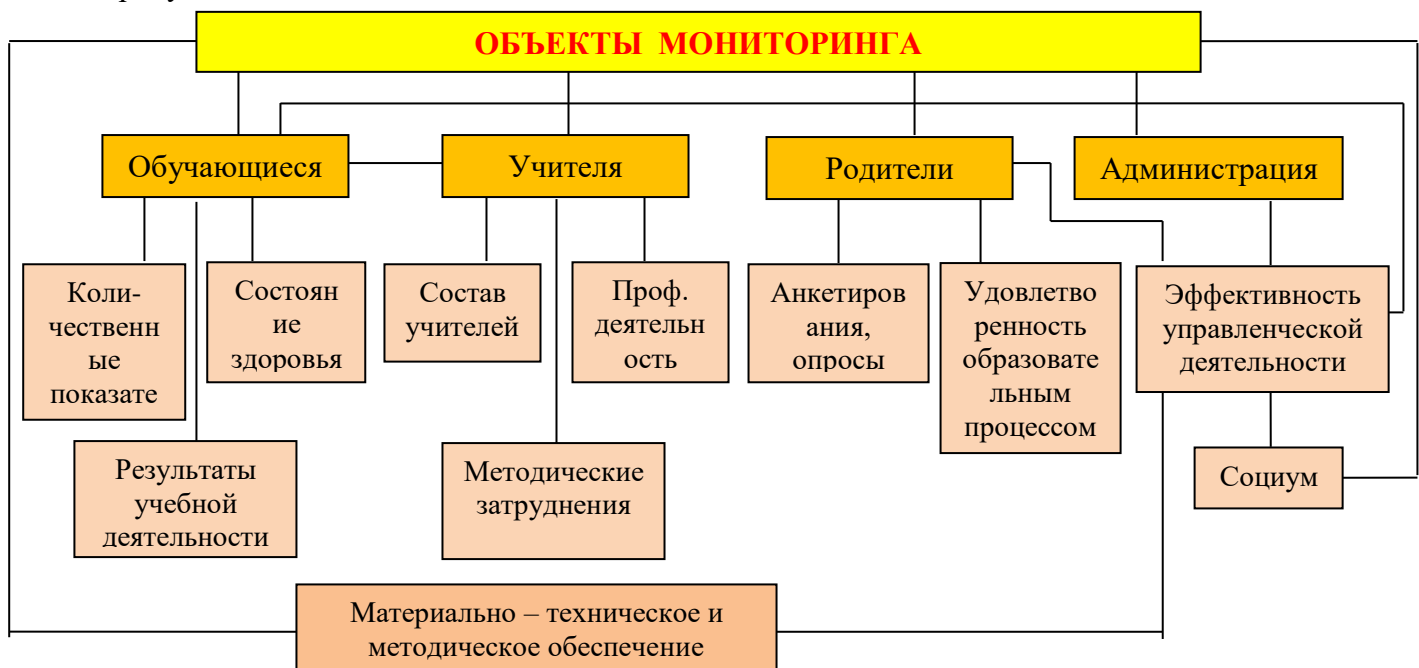 ОБЪЕКТЫ МОНИТОРИНГА
Обучающиеся
Учителя
Родители
Администрация
Коли-
чественн
ые
показате
Состоян
ие
здоровья
Состав
учителей
Проф.
деятельн
ость
Анкетиров
ания,
опросы
Удовлетво
ренность
образовате
льным
процессом
Эффективность
управленческой
деятельности
Результаты
учебной
деятельности
Методические
затруднения
Социум
Материально – техническое и
методическое обеспечение